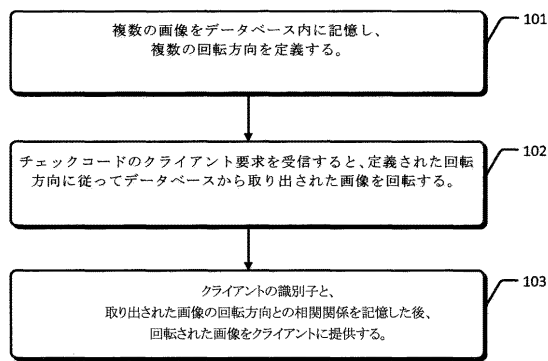 複数の画像をデータベース内に記憶し、
複数の回転方向を定義する。
101
チェックコードのクライアント要求を受信すると、定義された回転
方向に従ってデータベースから取り出された画像を回転する。
102
クライアントの識別子と、
取り出された画像の回転方向との相関関係を記憶した後、
回転された画像をクライアントに提供する。
103